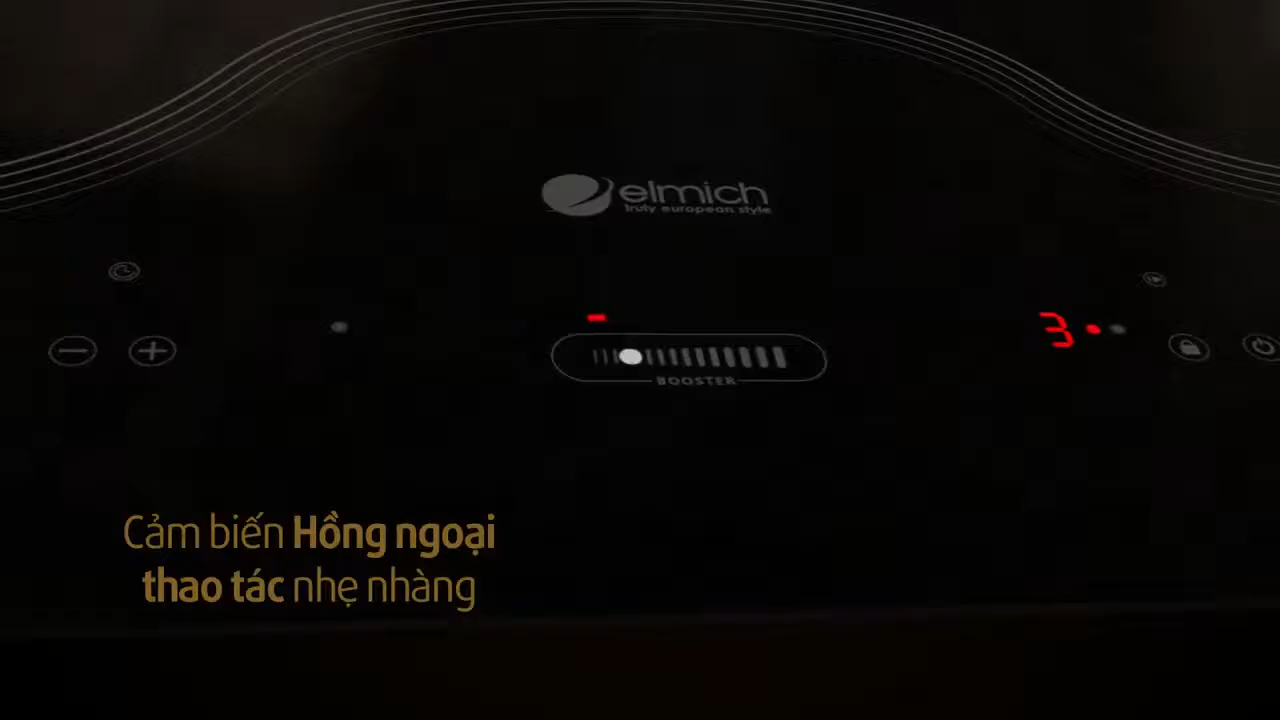 elmich
truly european style
3.
BOOSTER
Cảm biến Hồng ngoại
thao tác nhẹ nhàng